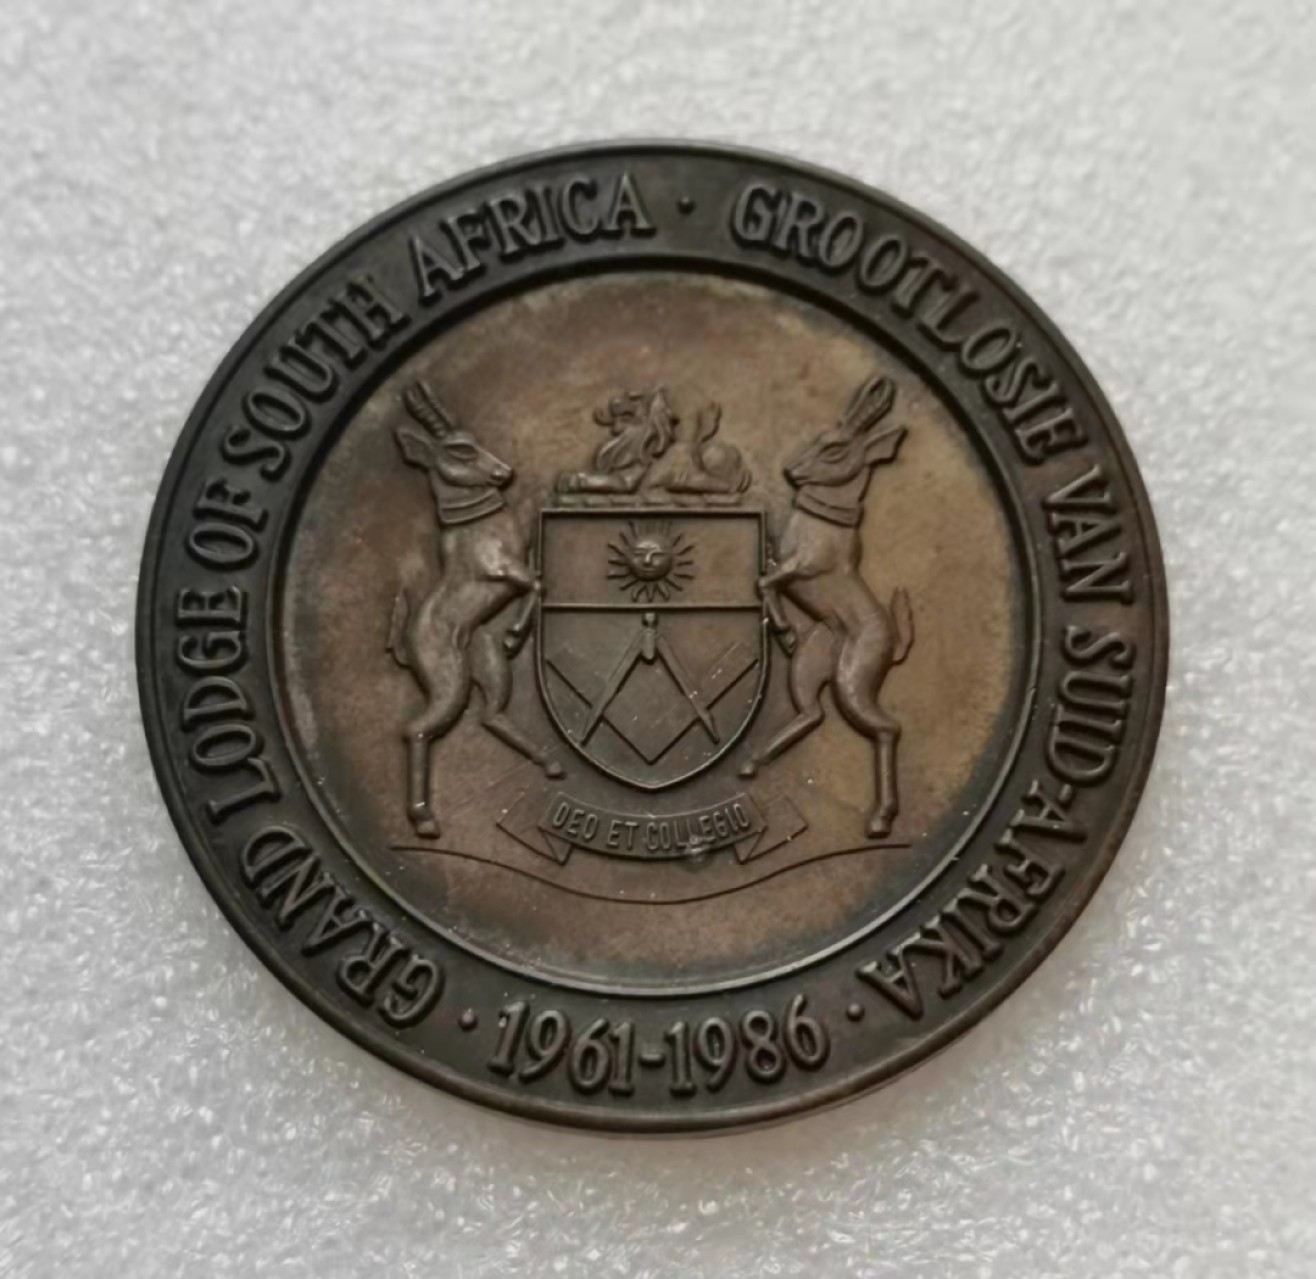 GRAND LODGE OF SOUTH AFRICA · GROOTLOSIE VAN SUID-AFRIKA ·
1961-1986 ·
DEO ET COLLEGIO